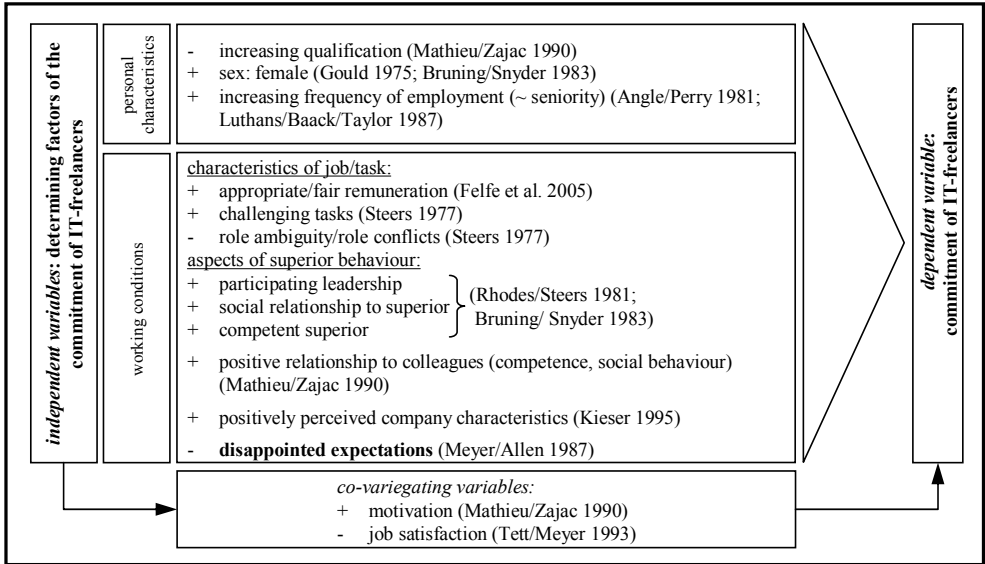 independent variables: determining factors of the
commitment of IT-freelancers
personal
characteristics
- increasing qualification (Mathieu/Zajac 1990)
+ sex: female (Gould 1975; Bruning/Snyder 1983)
+ increasing frequency of employment (~ seniority) (Angle/Perry 1981;
Luthans/Baack/Taylor 1987)
working conditions
characteristics of job/task:
+ appropriate/fair remuneration (Felfe et al. 2005)
+ challenging tasks (Steers 1977)
- role ambiguity/role conflicts (Steers 1977)
aspects of superior behaviour:
+ participating leadership
+ social relationship to superior
+ competent superior
(Rhodes/Steers 1981;
Bruning/ Snyder 1983)
+ positive relationship to colleagues (competence, social behaviour)
(Mathieu/Zajac 1990)
+ positively perceived company characteristics (Kieser 1995)
- disappointed expectations (Meyer/Allen 1987)
co-variegating variables:
+ motivation (Mathieu/Zajac 1990)
- job satisfaction (Tett/Meyer 1993)
dependent variable:
commitment of IT-freelancers